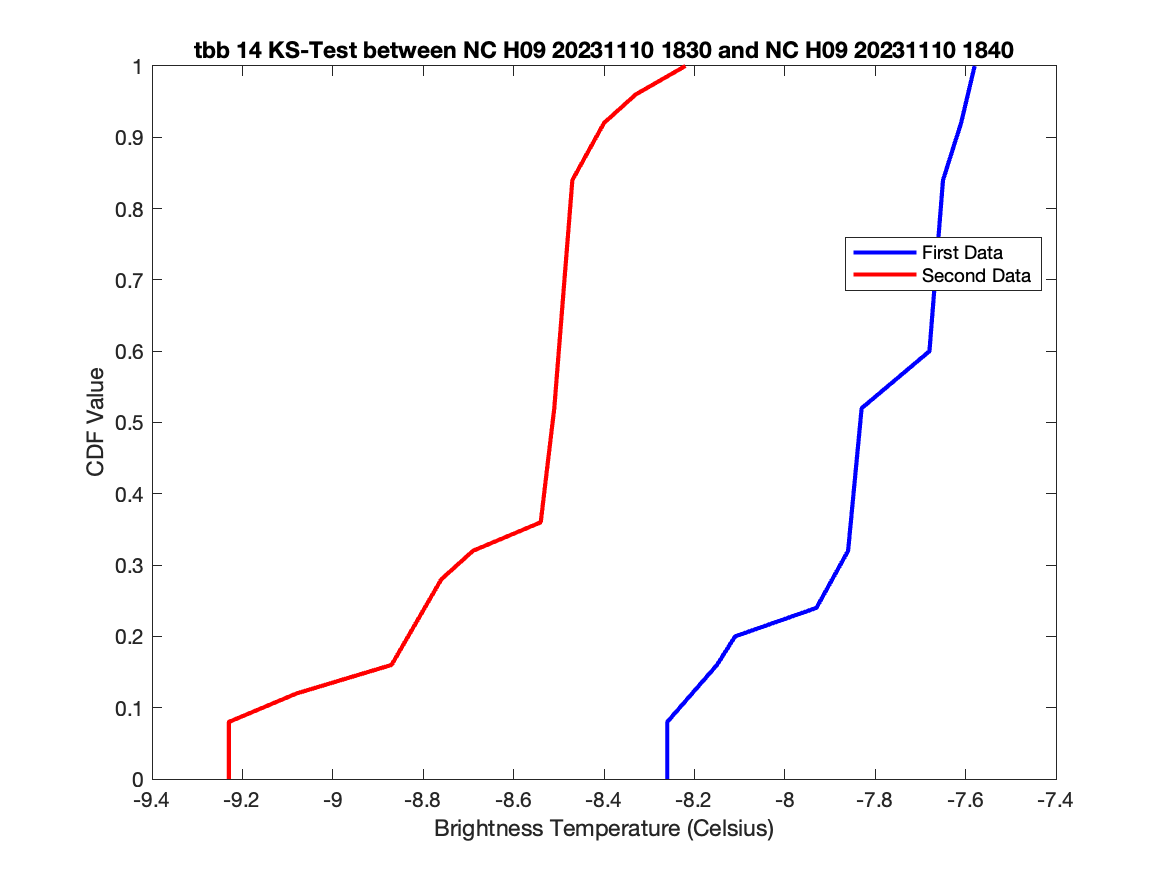 tbb 14 KS-Test between NC H09 20231110 1830 and NC H09 20231110 1840
1
0.9
0.8
0.7
0.6
0.5
0.4
0.3
0.2
0.1
0
CDF Value
First Data
Second Data
-9.4 -9.2 -9 -8.8 -8.6 -8.4 -8.2 -8 -7.8 -7.6 -7.4
Brightness Temperature (Celsius)